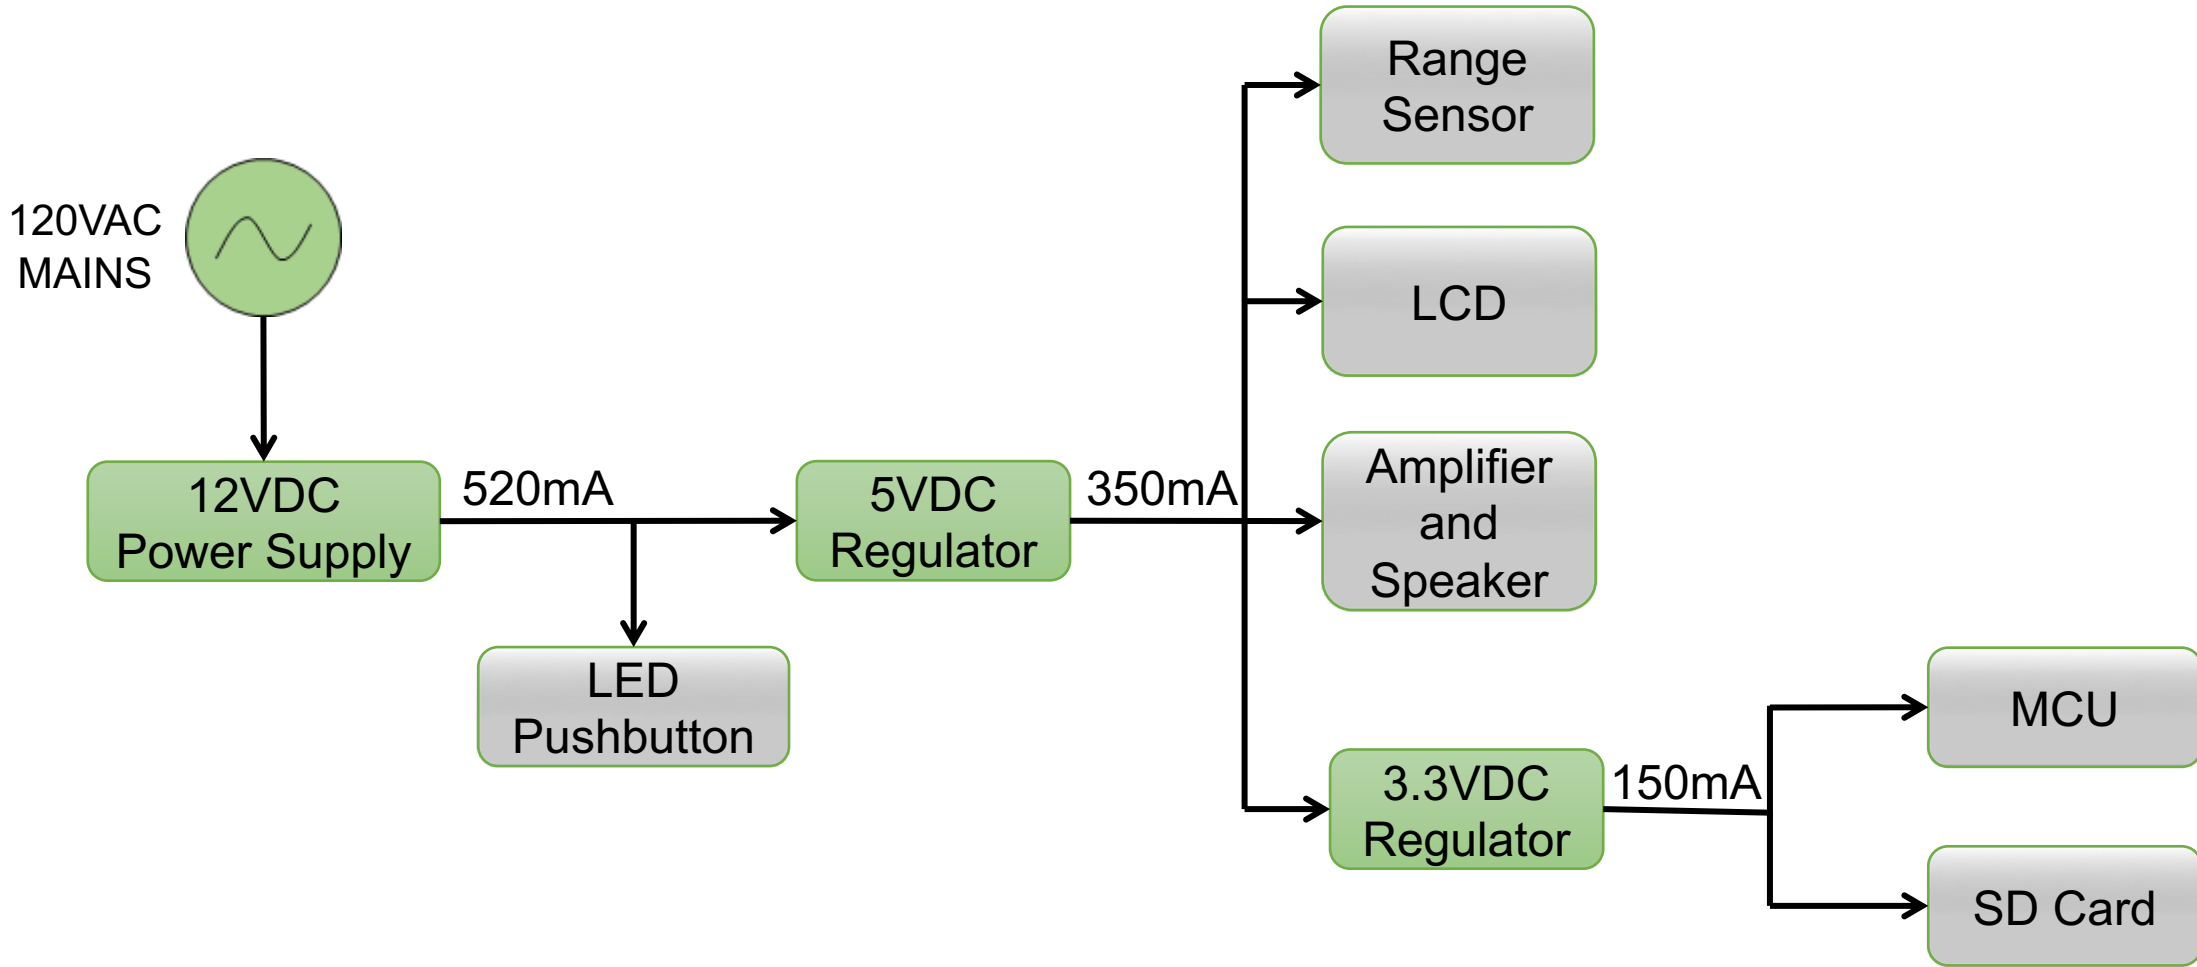 120VAC
MAINS
12VDC
Power Supply
520mA
LED
Pushbutton
5VDC
Regulator
350mA
Range
Sensor
LCD
Amplifier
and
Speaker
3.3VDC
Regulator
150mA
MCU
SD Card